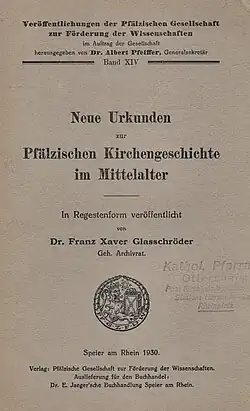 Veröffentlichungen der Pfälzischen Gesellschaft
zur Förderung der Wissenschaften
im Auftrag der Gesellschaft
herausgegeben von Dr. Albert Pfeiffer, Generalsekretär
Band XIV
Neue Urkunden
zur
Pfälzischen Kirchengeschichte
im Mittelalter
In Regestenform veröffentlicht
von
Dr. Franz Xaver Glasschröder
Geh. Archivrat.
Kathol. Pfarra
Speier am Rhein 1930.
Verlag: Pfälzische Gesellschaft zur Förderung der Wissenschaften.
Auslieferung für den Buchhandel:
Dr. E. Jaeger'sche Buchhandlung Speier am Rhein.